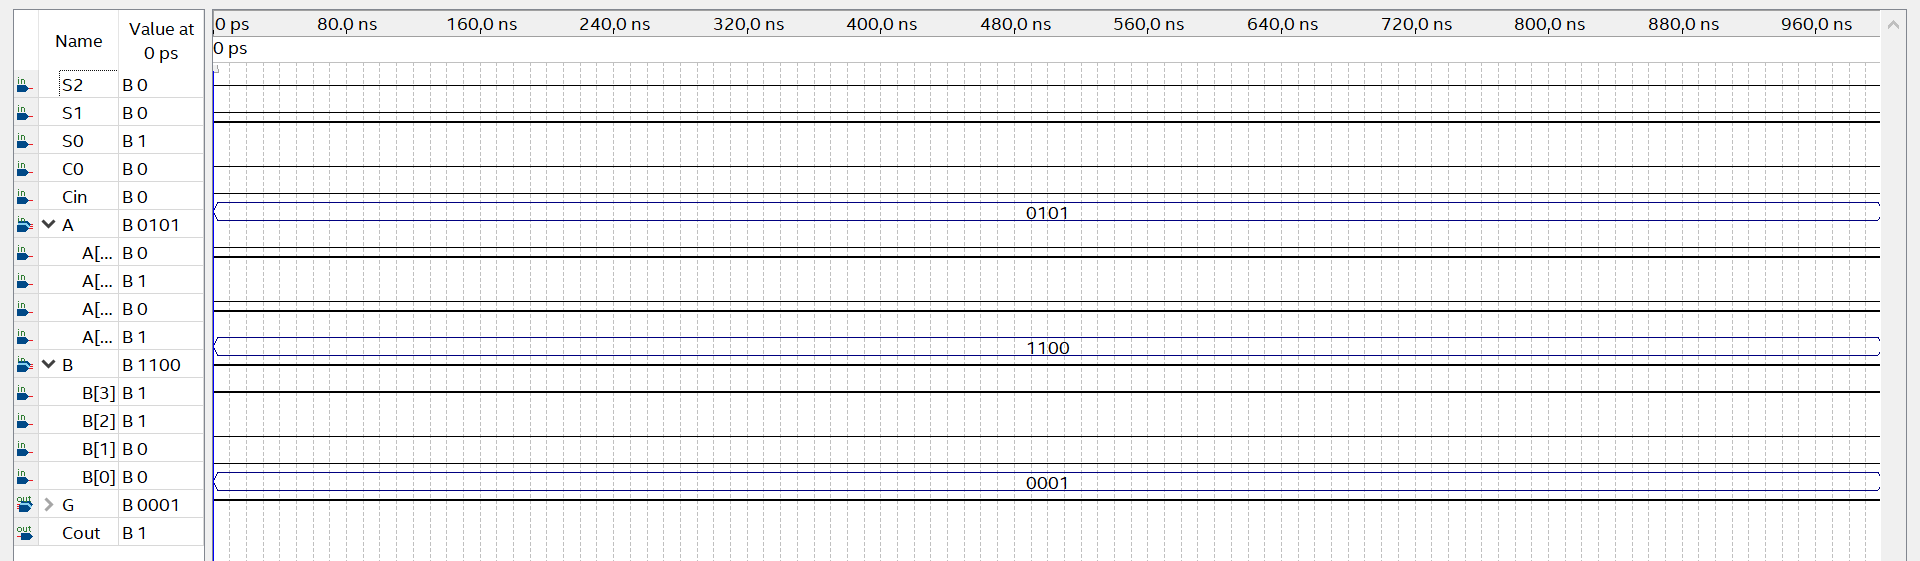 Name Value at 0 ps
0 ps 80.0 ns 160,0 ns 240,0 ns 320,0 ns 400,0 ns 480,0 ns 560,0 ns 640,0 ns 720,0 ns 800,0 ns 880,0 ns 960,0 ns
0 ps
in S2 B 0
in S1 B 0
in S0 B 1
in C0 B 0
in Cin B 0
in A B 0101 0101
in A[... B 0
in A[... B 1
in A[... B 0
in A[... B 1
in B B 1100 1100
in B[3] B 1
in B[2] B 1
in B[1] B 0
in B[0] B 0
out G B 0001 0001
out Cout B 1